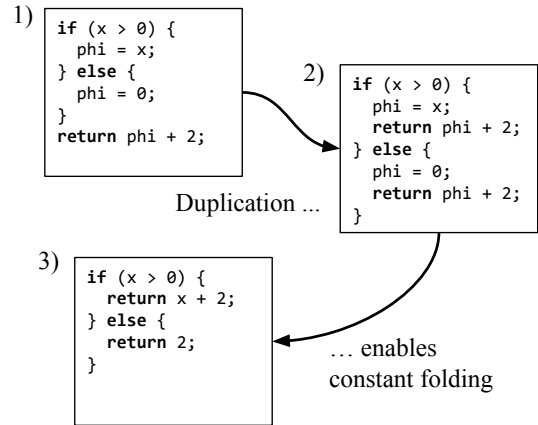 1)
if (x > 0) {
phi = x;
} else {
phi = 0;
}
return phi + 2;
2)
if (x > 0) {
phi = x;
return phi + 2;
} else {
phi = 0;
return phi + 2;
}
Duplication ...
3)
if (x > 0) {
return x + 2;
} else {
return 2;
}
… enables
constant folding